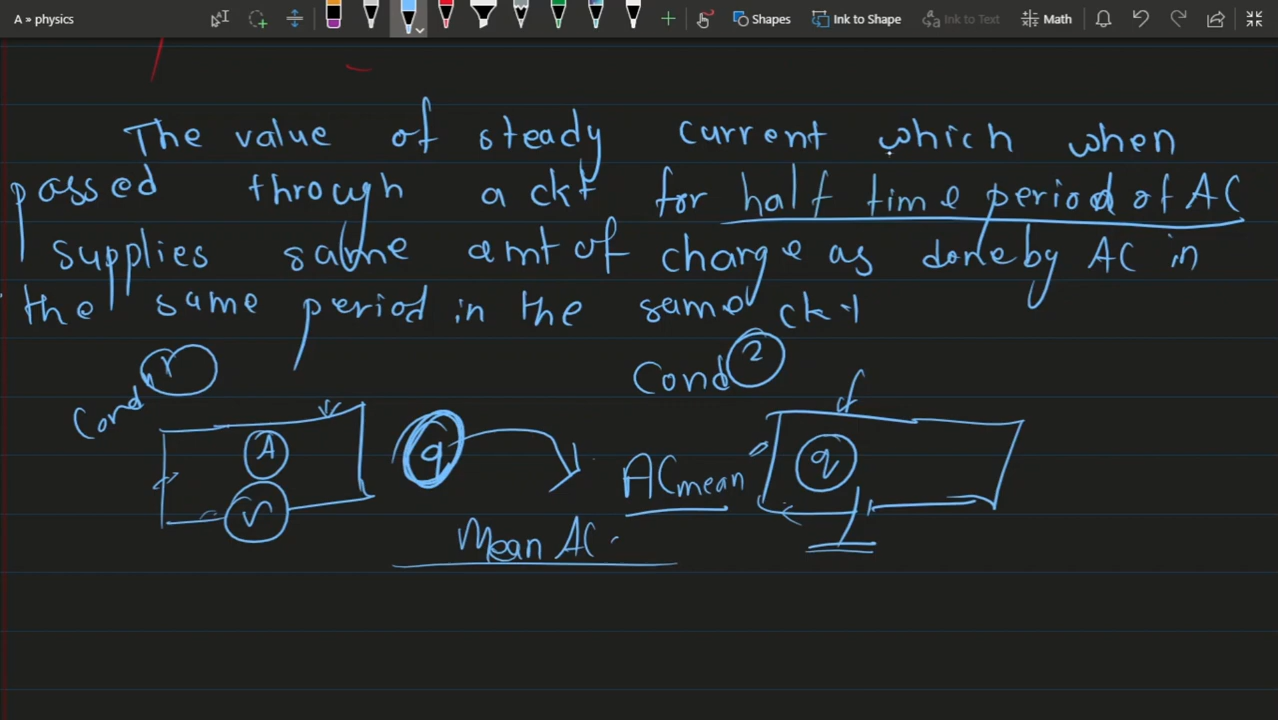 A » physics
Shapes
Ink to Shape
Ink to Text
Math
The value of steady current which when
passed through a ckt for half time period of AC
supplies same amt of charge as done by AC in
the same period in the same ckt
Cond 1
Cond 2
A
q
AC mean
q
Mean AC